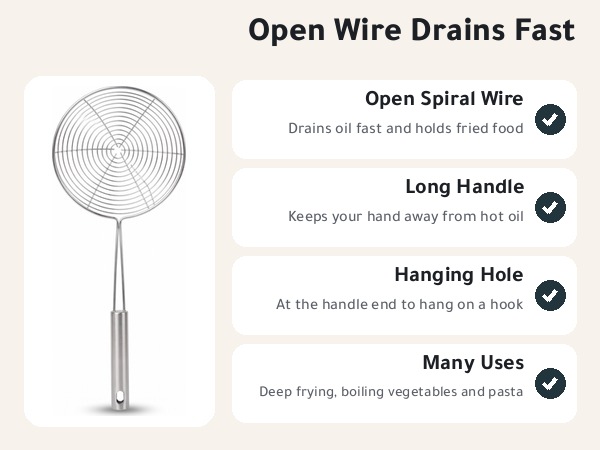 Open Wire Drains Fast
Open Spiral Wire
Drains oil fast and holds fried food
Long Handle
Keeps your hand away from hot oil
Hanging Hole
At the handle end to hang on a hook
Many Uses
Deep frying, boiling vegetables and pasta